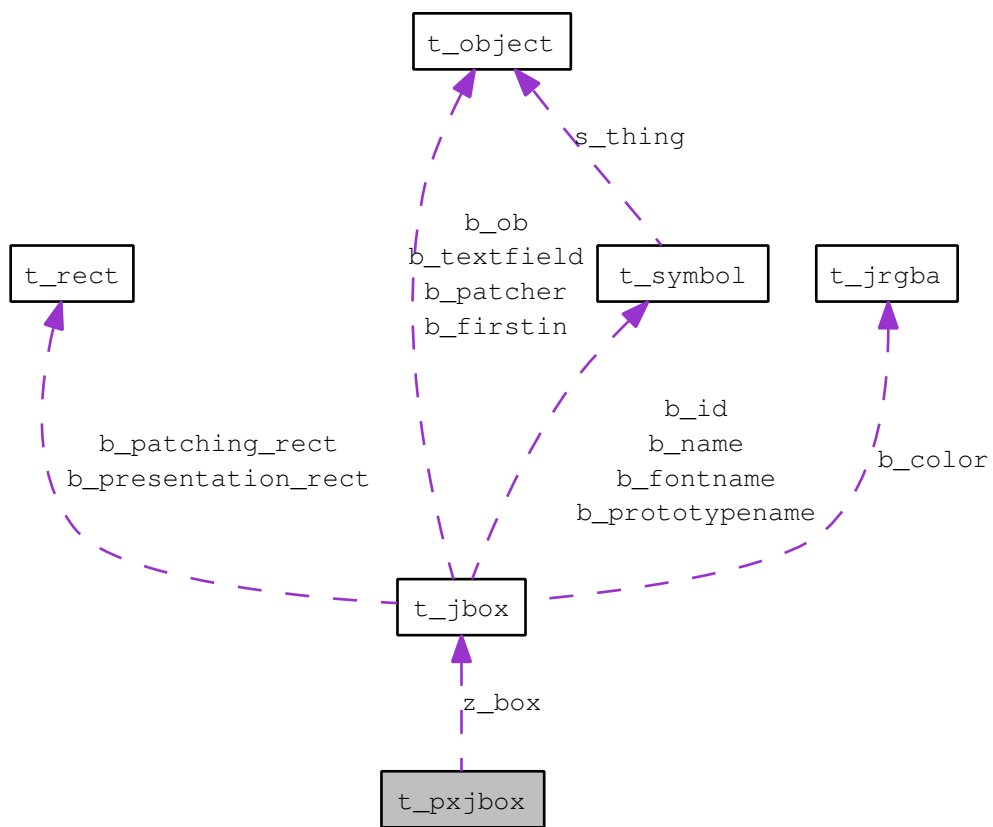 t_object
s_thing
b_ob
b_textfield
b_patcher
b_firstin
t_rect
t_symbol
t_jrgba
b_patching_rect
b_presentation_rect
b_id
b_name
b_fontname
b_prototypename
b_color
t_jbox
z_box
t_pxjbox